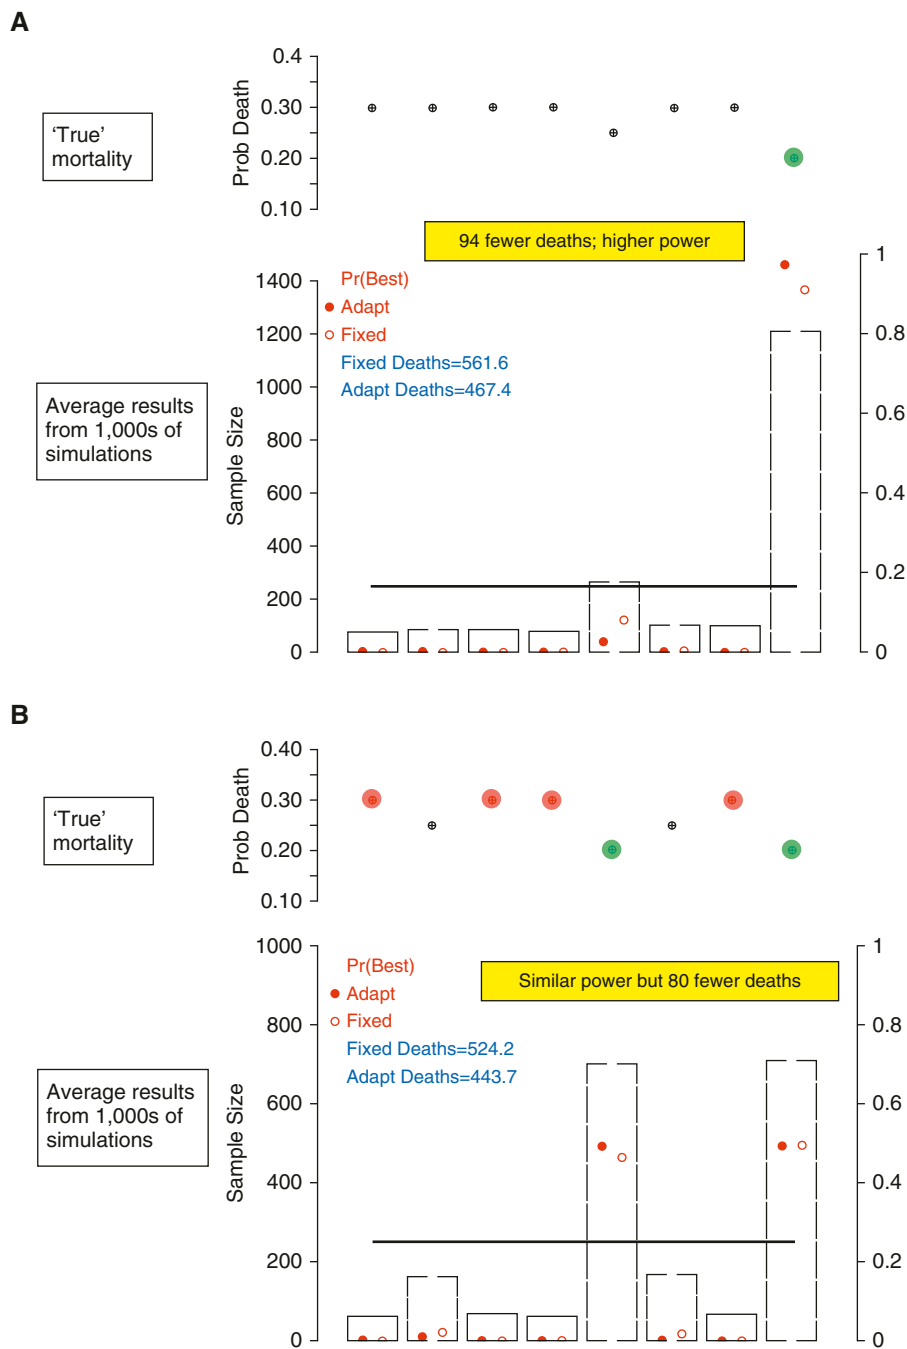 A
'True'
mortality
Prob Death
0.4
0.30
0.20
0.10
94 fewer deaths; higher power
Average results
from 1,000s of
simulations
Sample Size
1400
1200
1000
800
600
400
200
0
Pr(Best)
Adapt
Fixed
Fixed Deaths=561.6
Adapt Deaths=467.4
1
0.8
0.6
0.4
0.2
0
B
'True'
mortality
Prob Death
0.40
0.30
0.20
0.10
Average results
from 1,000s of
simulations
Sample Size
1000
800
600
400
200
0
Pr(Best)
Adapt
Fixed
Fixed Deaths=524.2
Adapt Deaths=443.7
Similar power but 80 fewer deaths
1
0.8
0.6
0.4
0.2
0